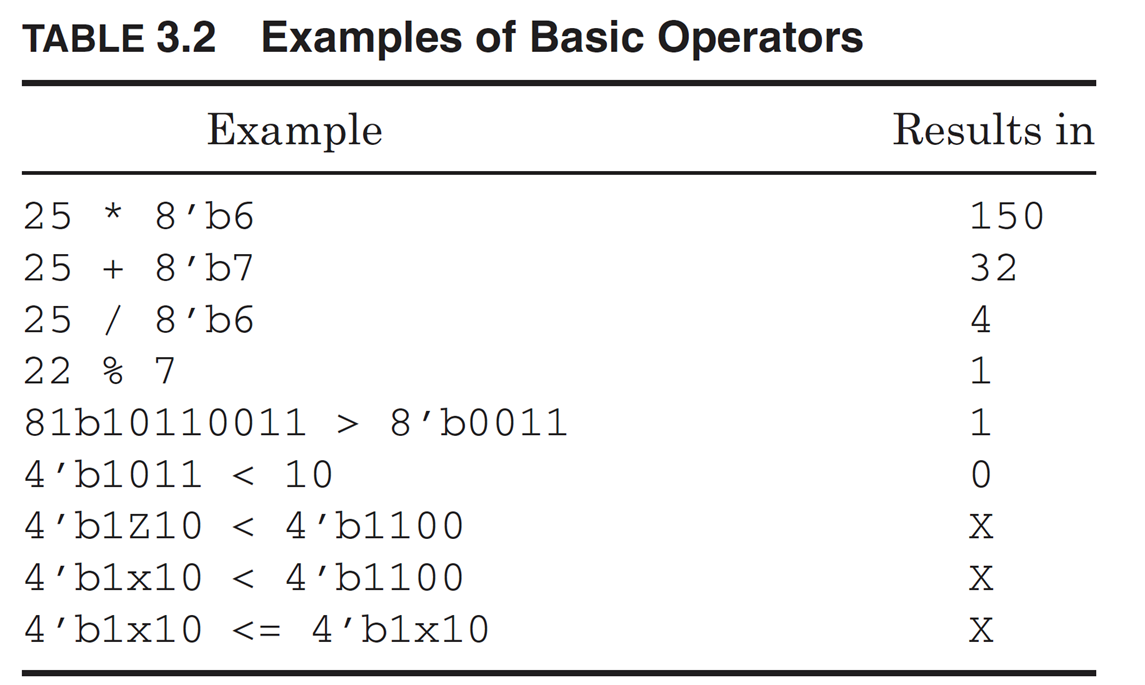 TABLE 3.2 Examples of Basic Operators
Example Results in
25 * 8’b6 150
25 + 8’b7 32
25 / 8’b6 4
22 % 7 1
81b10110011 > 8’b0011 1
4’b1011 < 10 0
4’b1Z10 < 4’b1100 X
4’b1x10 < 4’b1100 X
4’b1x10 <= 4’b1x10 X